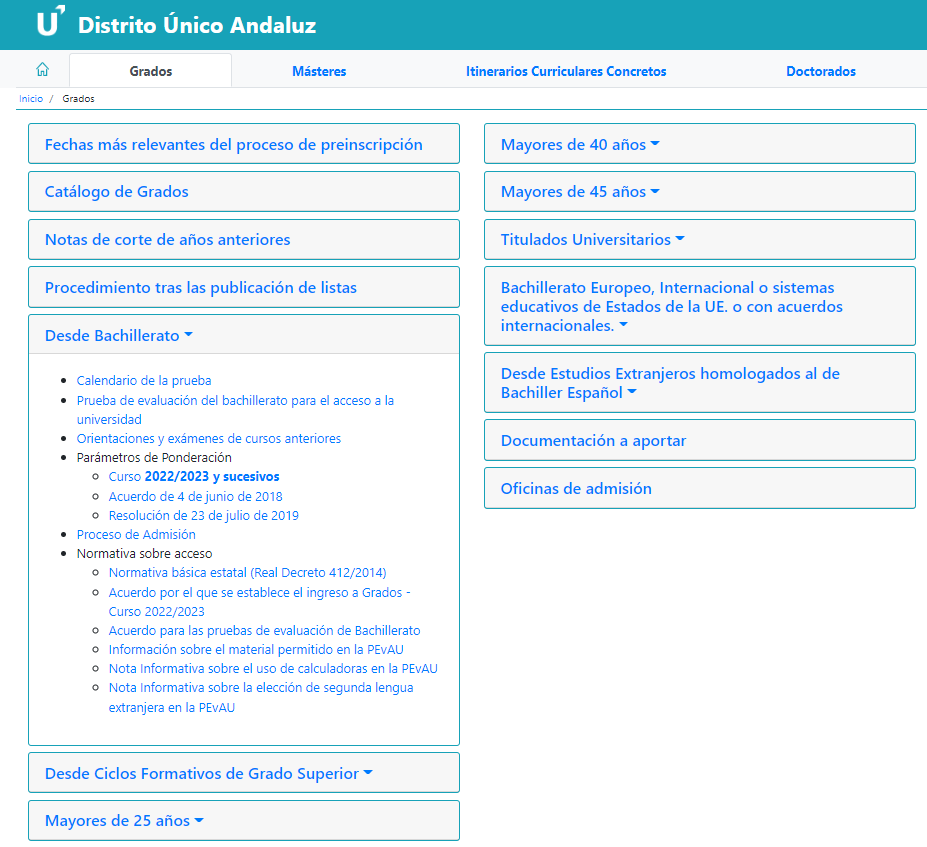 U
Distrito Único Andaluz
Grados
Másteres
Itinerarios Curriculares Concretos
Doctorados
Inicio / Grados
Fechas más relevantes del proceso de preinscripción
Catálogo de Grados
Notas de corte de años anteriores
Procedimiento tras las publicación de listas
Desde Bachillerato
Calendario de la prueba
Prueba de evaluación del bachillerato para el acceso a la
universidad
Orientaciones y exámenes de cursos anteriores
Parámetros de Ponderación
Curso 2022/2023 y sucesivos
Acuerdo de 4 de junio de 2018
Resolución de 23 de julio de 2019
Proceso de Admisión
Normativa sobre acceso
Normativa básica estatal (Real Decreto 412/2014)
Acuerdo por el que se establece el ingreso a Grados -
Curso 2022/2023
Acuerdo para las pruebas de evaluación de Bachillerato
Información sobre el material permitido en la PEvAU
Nota Informativa sobre el uso de calculadoras en la PEvAU
Nota Informativa sobre la elección de segunda lengua
extranjera en la PEvAU
Desde Ciclos Formativos de Grado Superior
Mayores de 25 años
Mayores de 40 años
Mayores de 45 años
Titulados Universitarios
Bachillerato Europeo, Internacional o sistemas
educativos de Estados de la UE. o con acuerdos
internacionales.
Desde Estudios Extranjeros homologados al de
Bachiller Español
Documentación a aportar
Oficinas de admisión